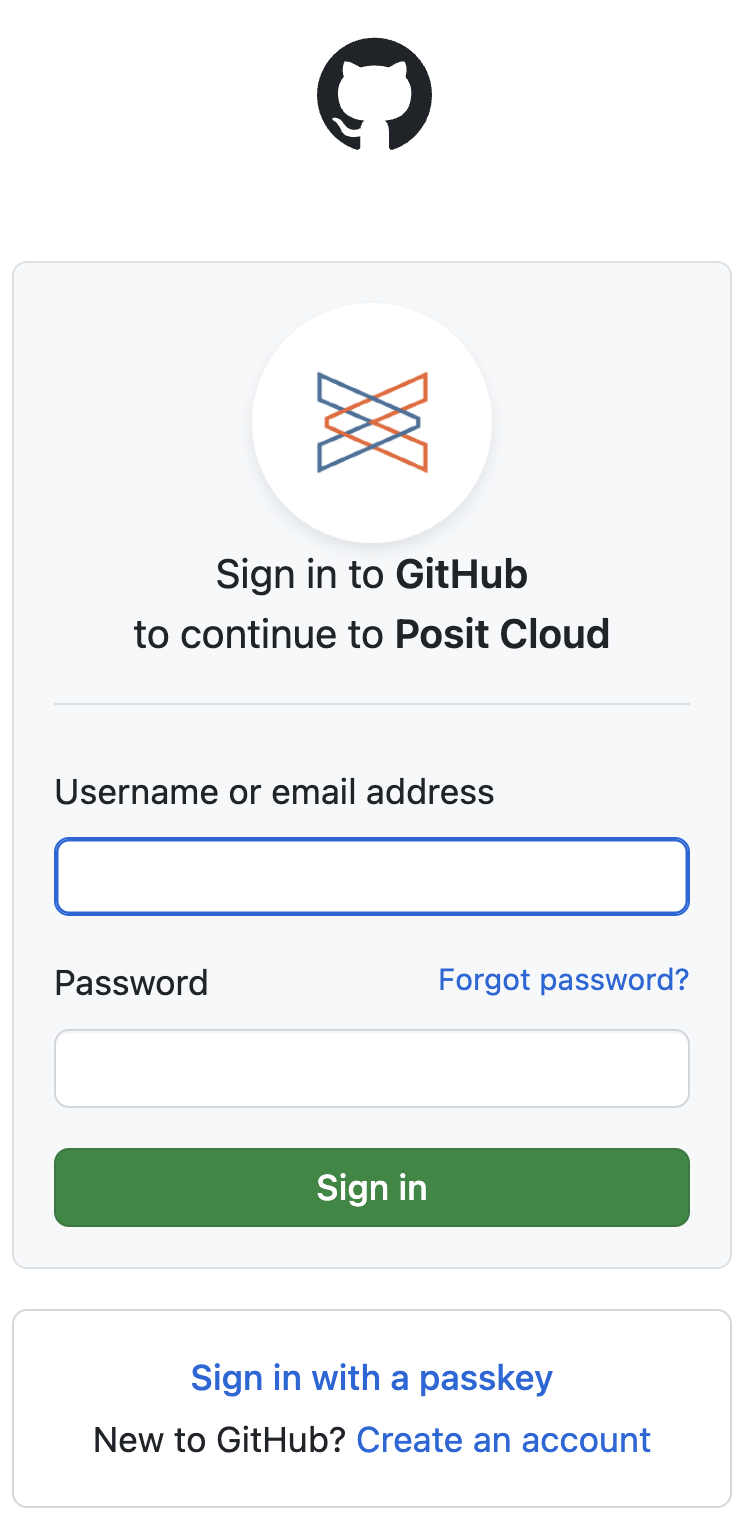 Sign in to GitHub
to continue to Posit Cloud
Username or email address
Password Forgot password?
Sign in
Sign in with a passkey
New to GitHub? Create an account